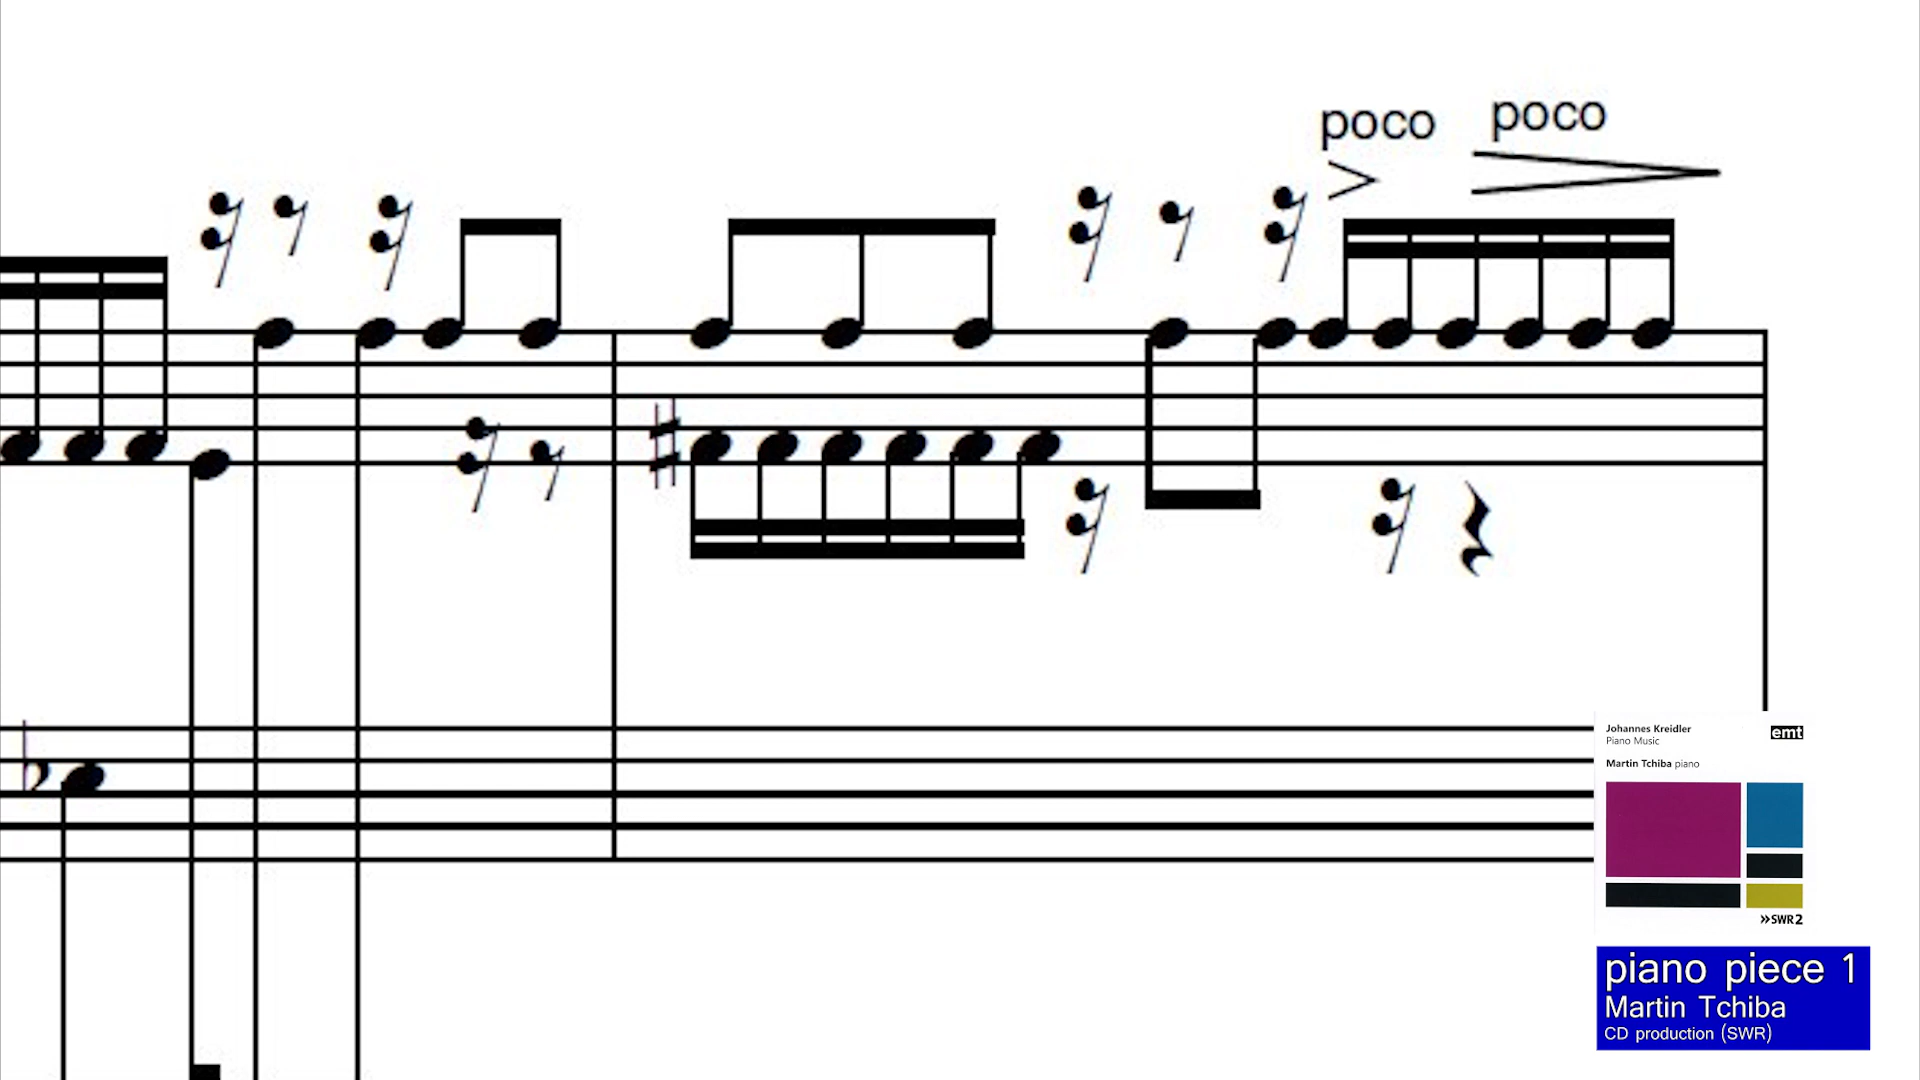 poco poco
Johannes Kreidler
Piano Music
emt
Martin Tchiba piano
»SWR2
piano piece 1
Martin Tchiba
CD production (SWR)